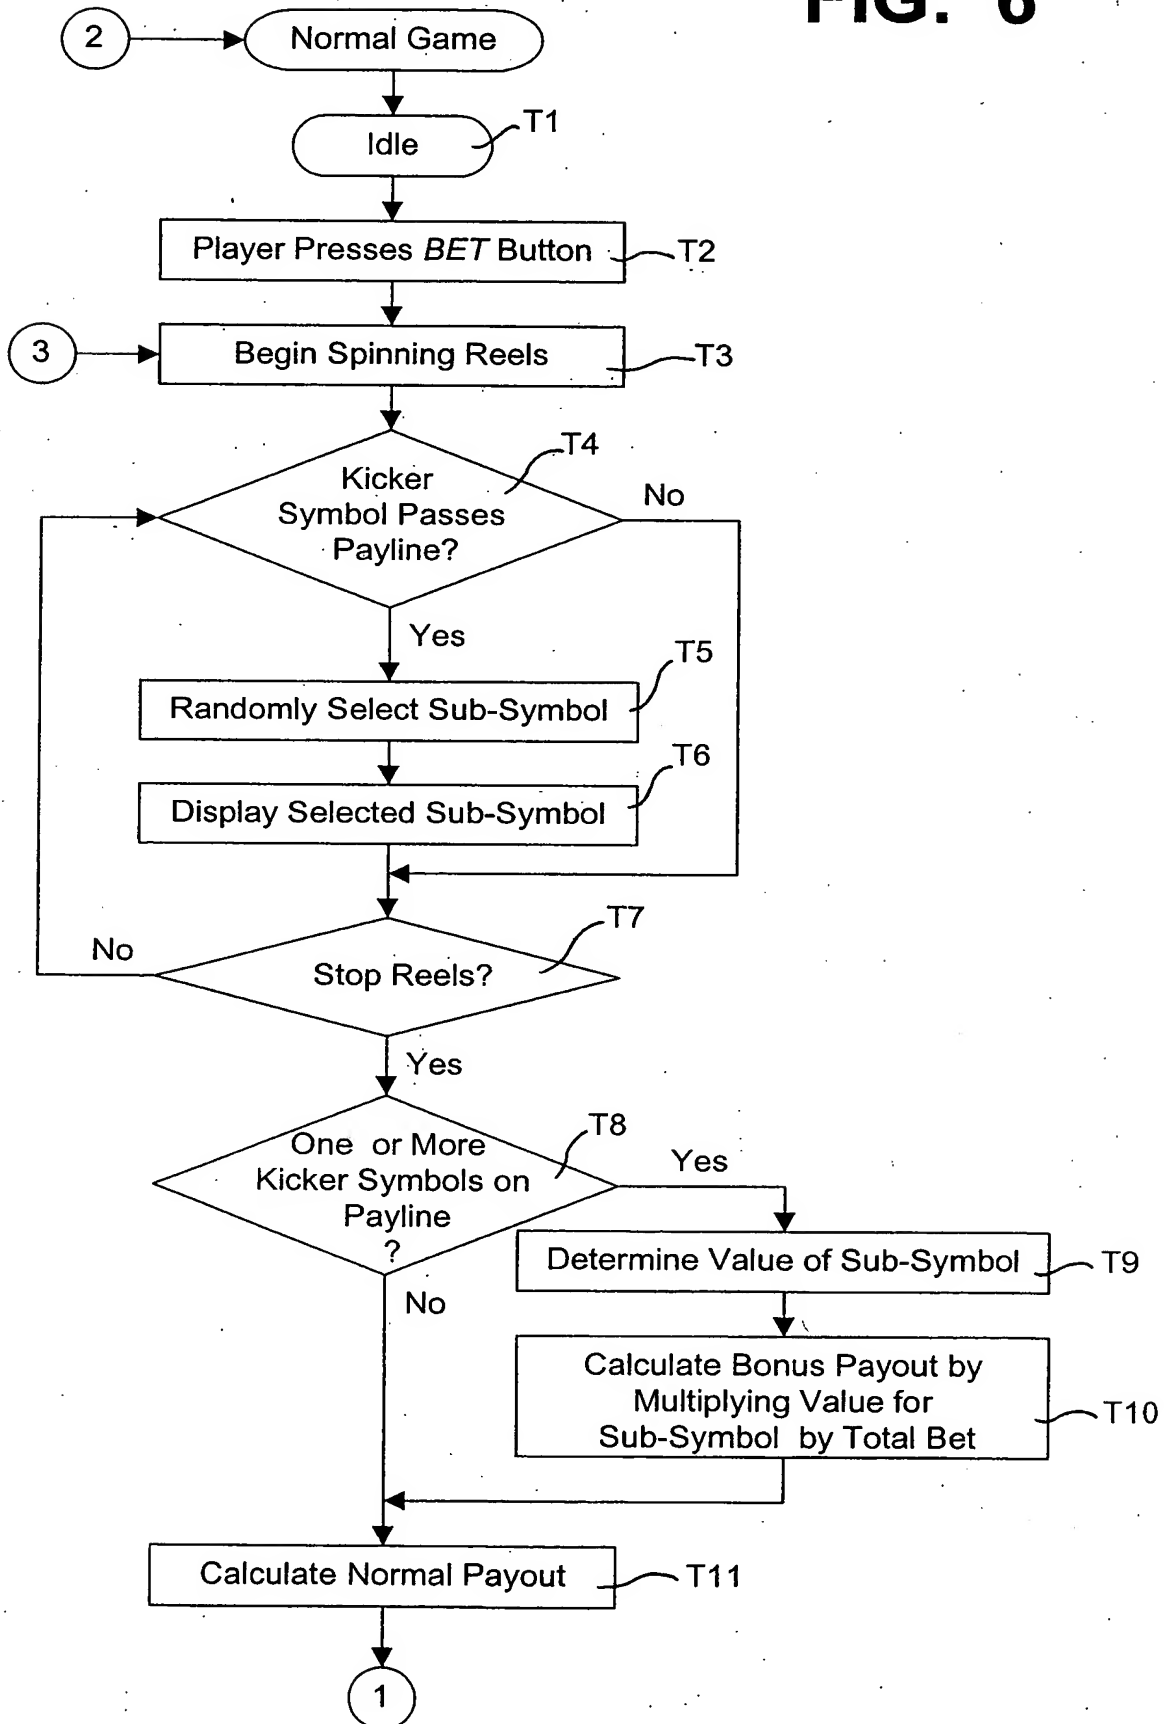 FIG. 6
2
Normal Game
T1
Idle
Player Presses BET Button
T2
3
Begin Spinning Reels
T3
T4
Kicker
Symbol Passes
Payline?
No
Yes
T5
Randomly Select Sub-Symbol
T6
Display Selected Sub-Symbol
T7
No
Stop Reels?
Yes
T8
One or More
Kicker Symbols on
Payline
?
Yes
Determine Value of Sub-Symbol
T9
No
Calculate Bonus Payout by
Multiplying Value for
Sub-Symbol by Total Bet
T10
Calculate Normal Payout
T11
1